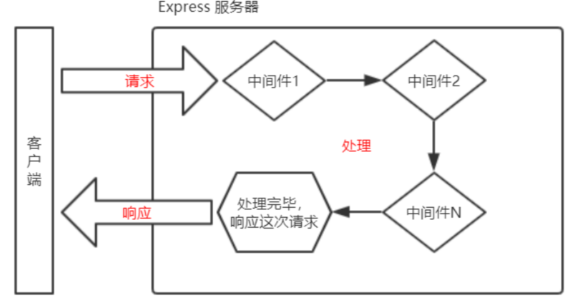 Express 服务器
客
户
端
请求
中间件1
中间件2
处理
中间件N
处理完毕,
响应这次请求
响应